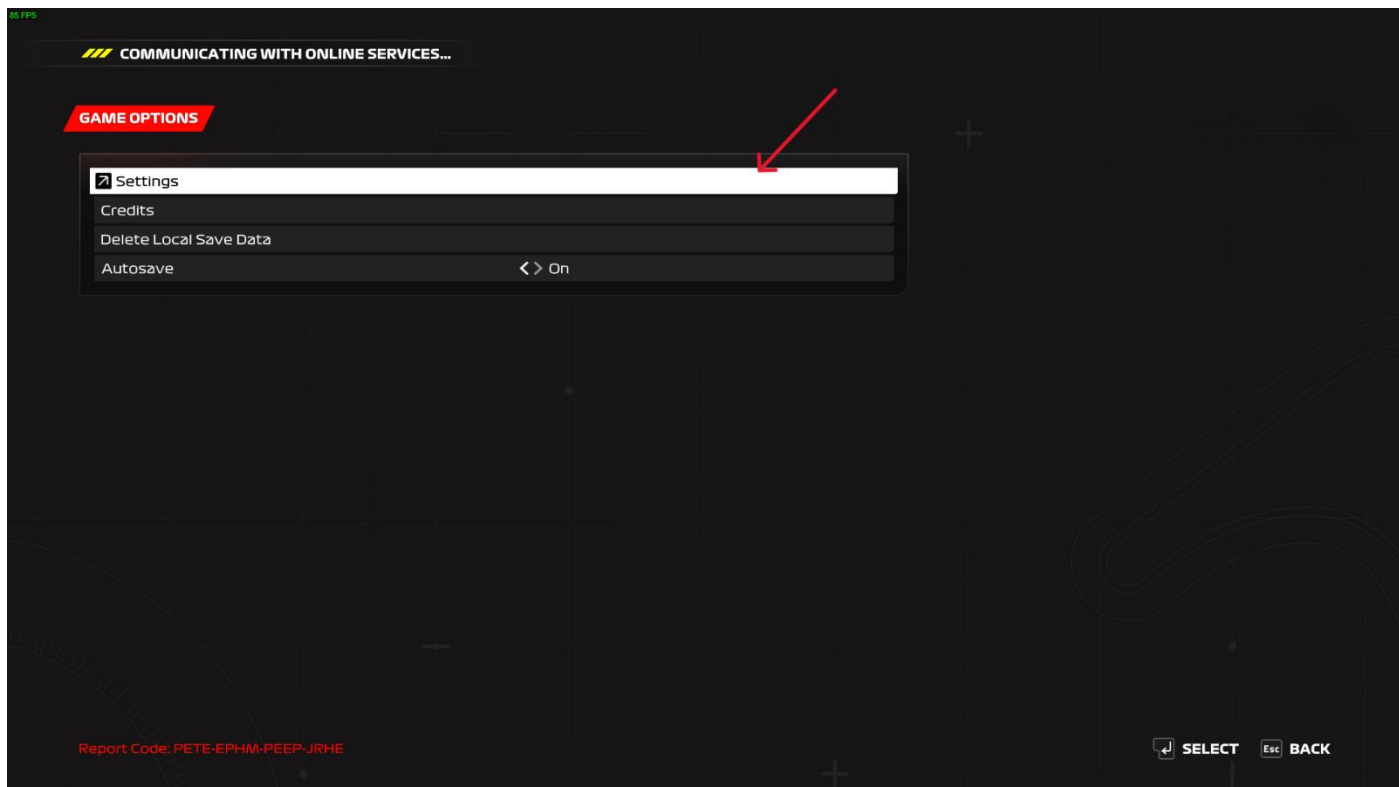 85 FPS
COMMUNICATING WITH ONLINE SERVICES...
GAME OPTIONS
Settings
Credits
Delete Local Save Data
Autosave < > On
Report Code: PETE-EPHM-PEEP-JRHE
SELECT Esc BACK